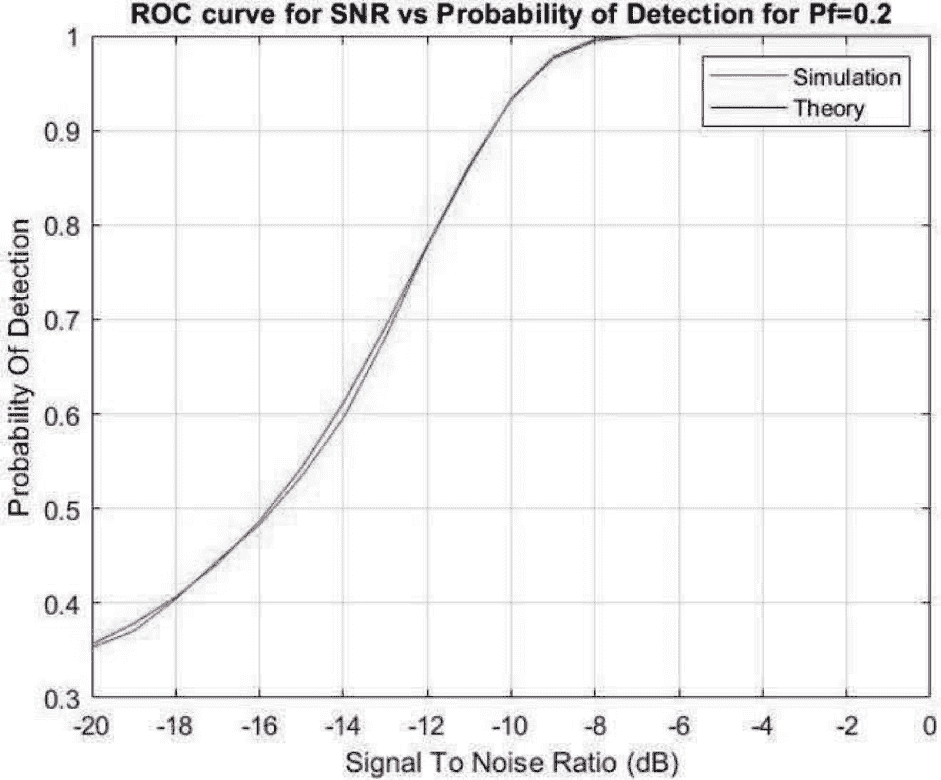 ROC curve for SNR vs Probability of Detection for Pf=0.2
Simulation
Theory
Probability Of Detection
1
0.9
0.8
0.7
0.6
0.5
0.4
0.3
-20 -18 -16 -14 -12 -10 -8 -6 -4 -2 0
Signal To Noise Ratio (dB)